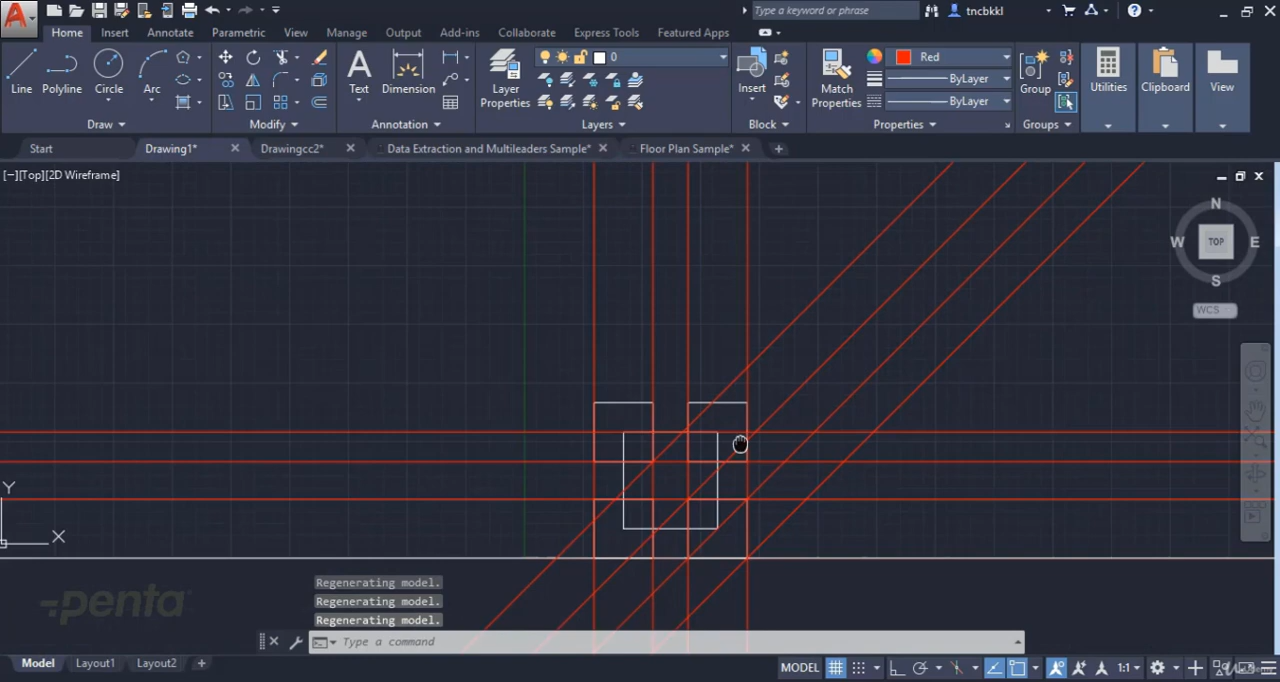 Type a keyword or phrase
tncbkkl
Home Insert Annotate Parametric View Manage Output Add-ins Collaborate Express Tools Featured Apps
0
Red
ByLayer
ByLayer
Line Polyline Circle Arc
Text Dimension
Layer Properties
Insert
Match Properties
Group
Utilities
Clipboard
View
Draw Modify Annotation Layers Block Properties Groups
Start Drawing1* Drawingcc2* Data Extraction and Multileaders Sample* Floor Plan Sample*
[−][Top][2D Wireframe]
N
W TOP E
S
WCS
Y
X
-penta
Regenerating model.
Regenerating model.
Regenerating model.
Type a command
Model Layout1 Layout2
MODEL
1:1